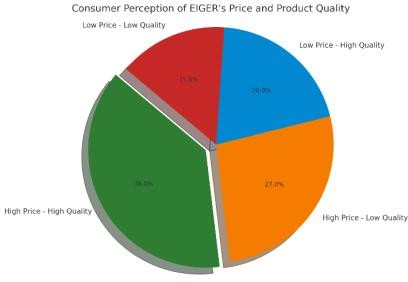 Consumer Perception of EIGER's Price and Product Quality
Low Price - Low Quality
Low Price - High Quality
15.0%
20.0%
38.0%
27.0%
High Price - High Quality
High Price - Low Quality